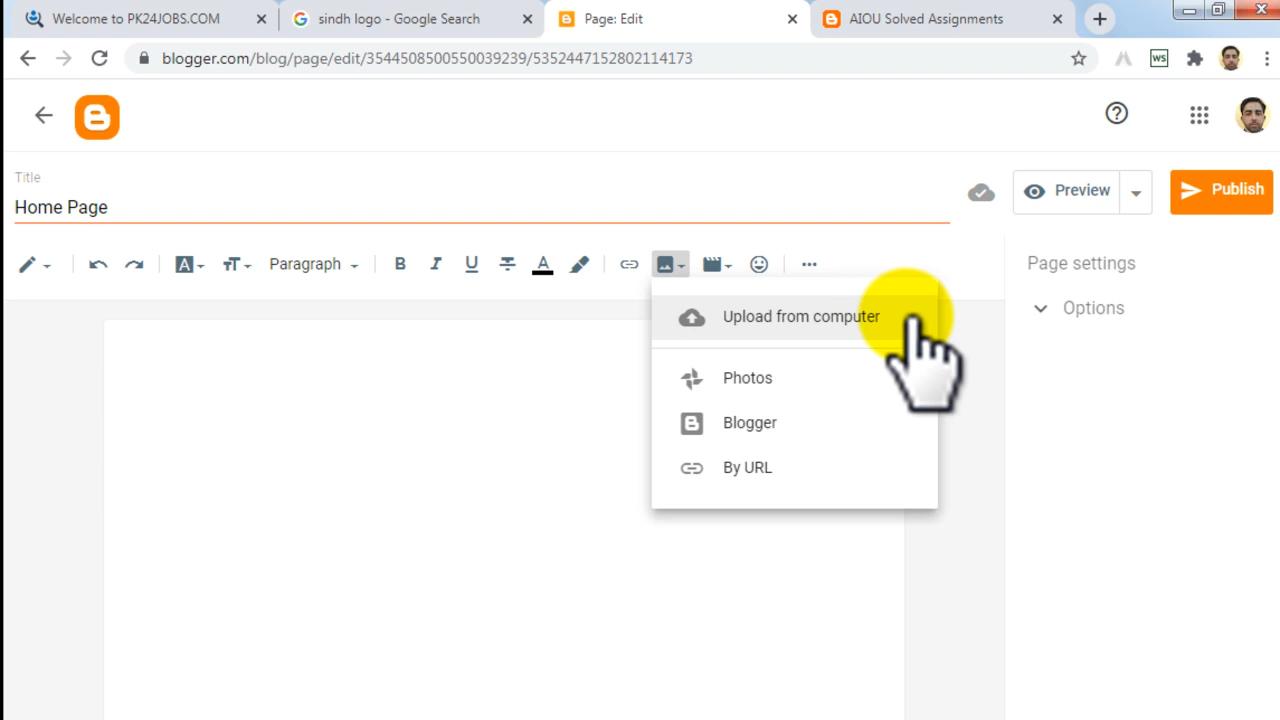 Welcome to PK24JOBS.COM
sindh logo - Google Search
Page: Edit
AIOU Solved Assignments
blogger.com/blog/page/edit/3544508500550039239/5352447152802114173
WS
Title
Home Page
Preview
Publish
A
Paragraph
B
I
U
A
Page settings
Options
Upload from computer
Photos
Blogger
By URL